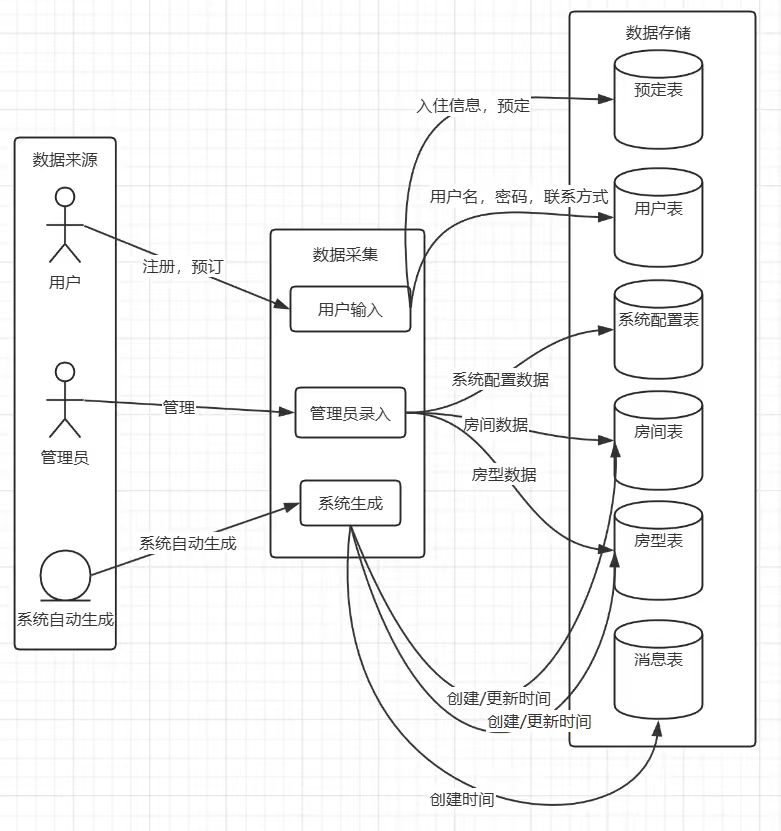 数据来源
用户
管理员
系统自动生成
注册，预订
管理
系统自动生成
数据采集
用户输入
管理员录入
系统生成
入住信息，预定
用户名，密码，联系方式
系统配置数据
房间数据
房型数据
创建/更新时间
创建/更新时间
创建时间
数据存储
预定表
用户表
系统配置表
房间表
房型表
消息表